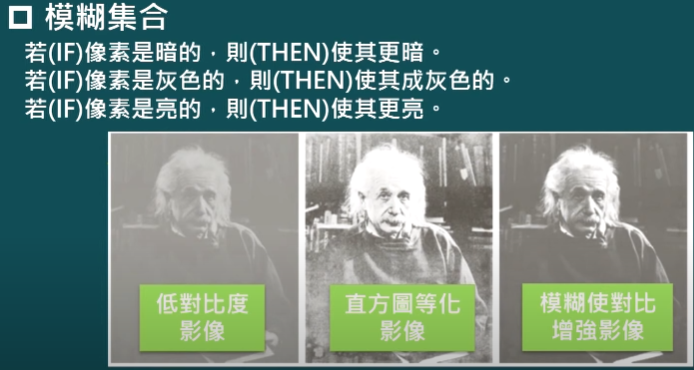 模糊集合
若(IF)像素是暗的,則(THEN)使其更暗。
若(IF)像素是灰色的,則(THEN)使其成灰色的。
若(IF)像素是亮的,則(THEN)使其更亮。
低對比度
影像
直方圖等化
影像
模糊使對比
增強影像